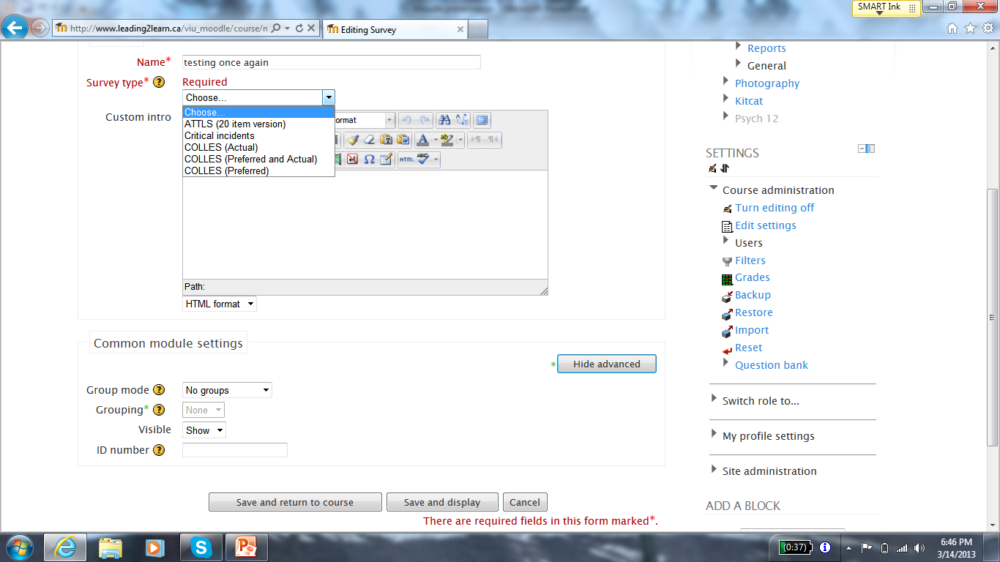 SMART Ink
http://www.leading2learn.ca/viu_moodle/course/n
Editing Survey
Name*
testing once again
Survey type*
Required
Choose...
Choose...
ATTLS (20 item version)
Critical incidents
COLLES (Actual)
COLLES (Preferred and Actual)
COLLES (Preferred)
Custom intro
ormat
HTML
ABC
Path:
HTML format
Common module settings
* Hide advanced
Group mode
No groups
Grouping*
None
Visible
Show
ID number
Save and return to course
Save and display
Cancel
There are required fields in this form marked*.
Reports
General
Photography
Kitcat
Psych 12
SETTINGS
Course administration
Turn editing off
Edit settings
Users
Filters
Grades
Backup
Restore
Import
Reset
Question bank
Switch role to...
My profile settings
Site administration
ADD A BLOCK
(0:37)
6:46 PM
3/14/2013